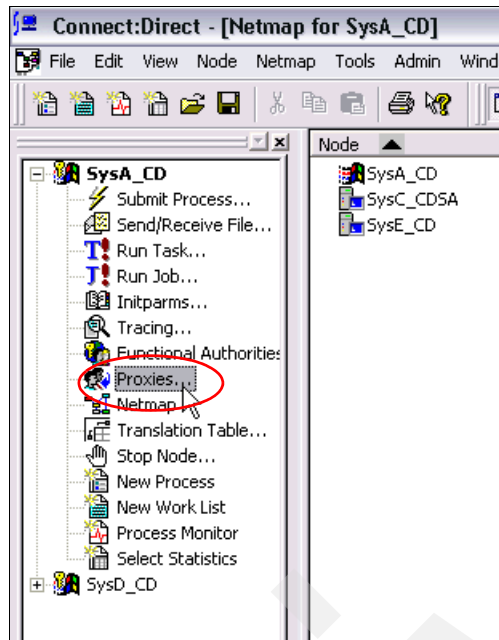 Connect:Direct - [Netmap for SysA_CD]
File Edit View Node Netmap Tools Admin Wind
Node
SysA_CD
Submit Process...
Send/Receive File...
Run Task...
Run Job...
Initparms...
Tracing...
Functional Authorities
Proxies...
Netmap
Translation Table...
Stop Node...
New Process
New Work List
Process Monitor
Select Statistics
SysD_CD
SysA_CD
SysC_CDSA
SysE_CD